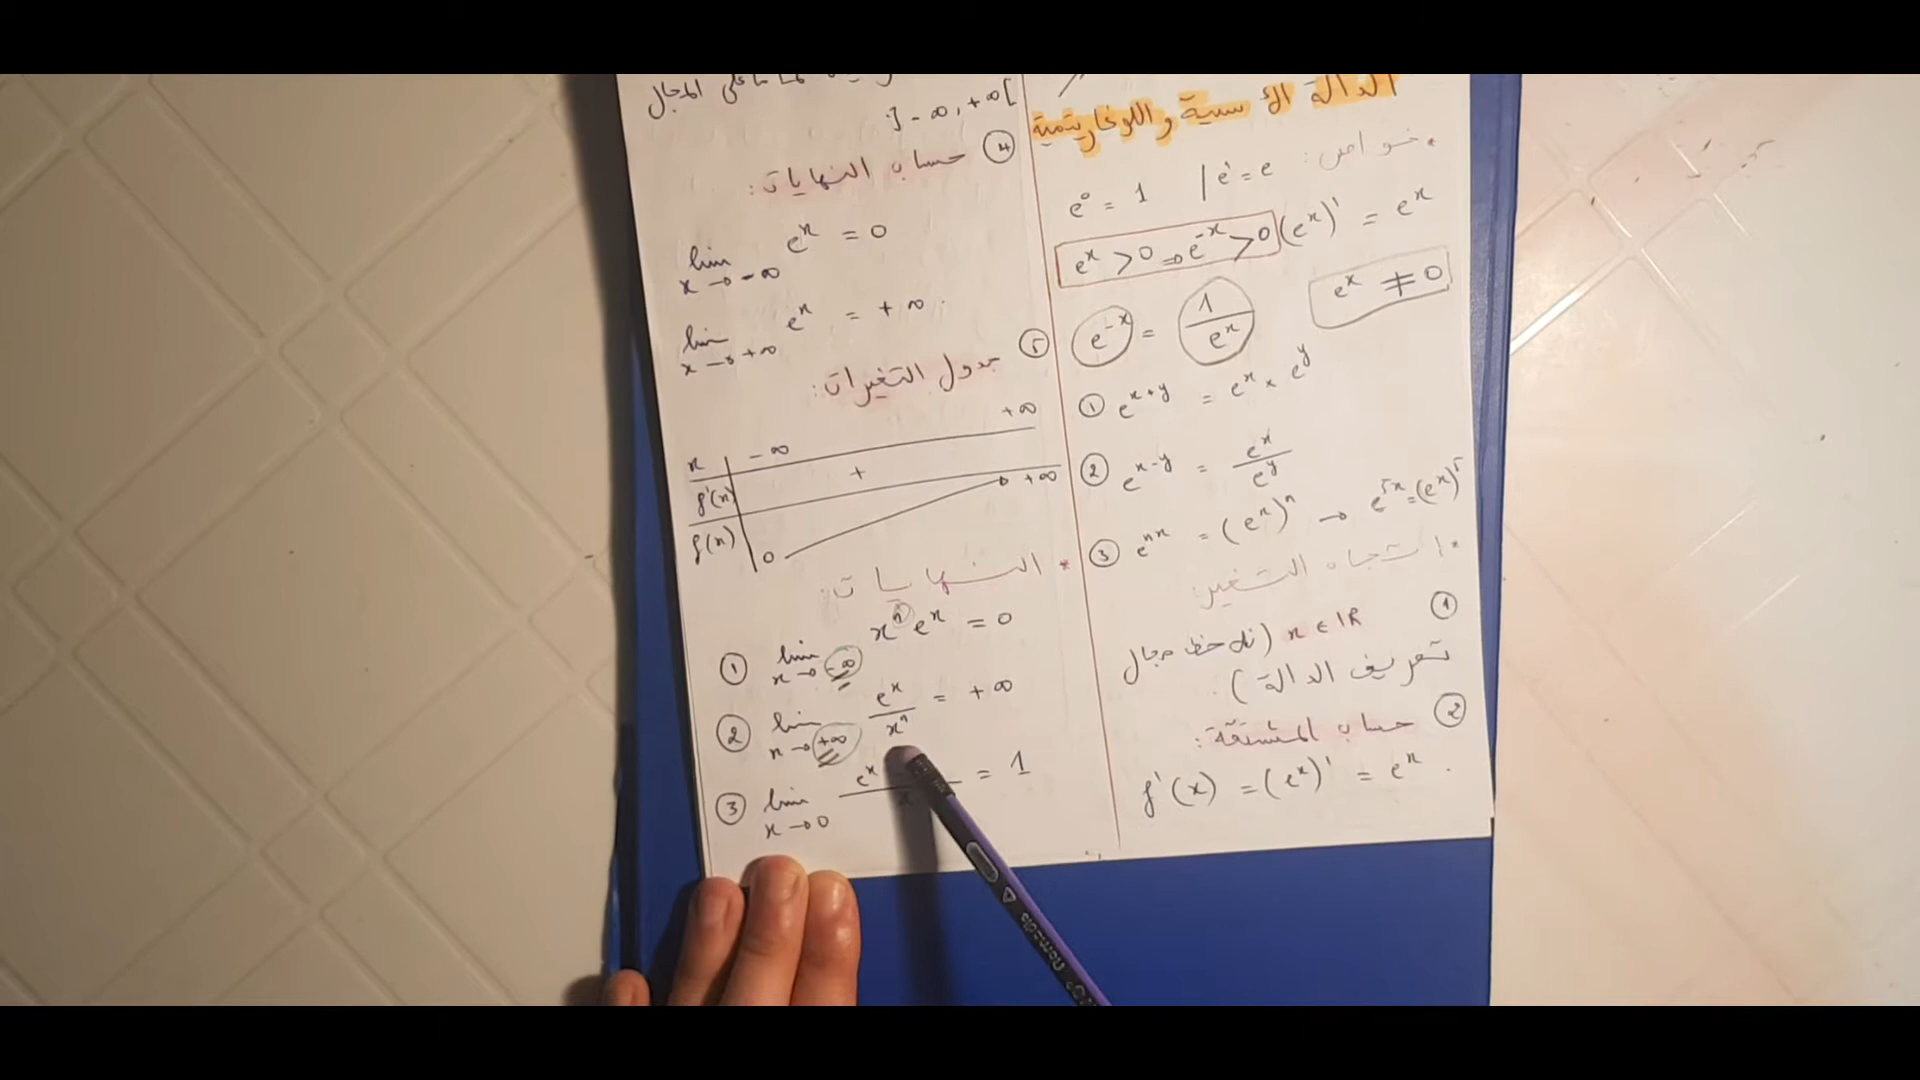 الدالة الأسية واللوغاريتمية
* خواص:
e⁰ = 1 | e¹ = e
eˣ > 0 ⇒ e⁻ˣ > 0 (eˣ)' = eˣ
e⁻ˣ = 1/eˣ eˣ ≠ 0
① eˣ⁺ʸ = eˣ × eʸ
② eˣ⁻ʸ = eˣ/eʸ
③ eⁿˣ = (eˣ)ⁿ → e⁵ˣ = (eˣ)⁵
* اتجاه التغير:
① x ∈ ℝ (نلاحظ مجال
تعريف الدالة).
② حساب المشتقة:
f'(x) = (eˣ)' = eˣ.
على المجال
]-∞, +∞[:
④ حساب النهايات:
lim x→-∞ eˣ = 0
lim x→+∞ eˣ = +∞.
⑤ جدول التغيرات:
x -∞ +∞
f'(x) +
f(x) 0 +∞
* النهايات:
① lim x→-∞ xⁿeˣ = 0
② lim x→+∞ eˣ/xⁿ = +∞
③ lim x→0 eˣ / x = 1